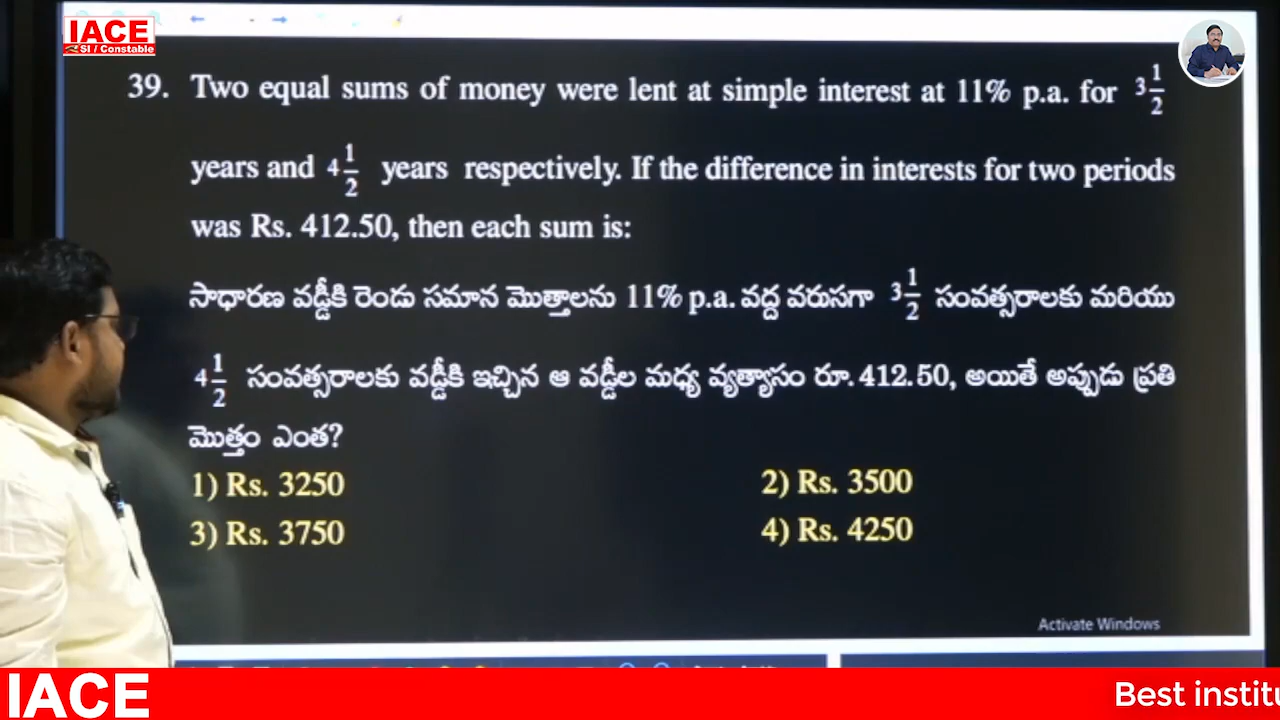 IACE
SI / Constable
39. Two equal sums of money were lent at simple interest at 11% p.a. for 3 1/2
years and 4 1/2 years respectively. If the difference in interests for two periods
was Rs. 412.50, then each sum is:
సాధారణ వడ్డీకి రెండు సమాన మొత్తాలను 11% p.a. వద్ద వరుసగా 3 1/2 సంవత్సరాలకు మరియు
4 1/2 సంవత్సరాలకు వడ్డీకి ఇచ్చిన ఆ వడ్డీల మధ్య వ్యత్యాసం రూ. 412.50, అయితే అప్పుడు ప్రతి
మొత్తం ఎంత?
1) Rs. 3250 2) Rs. 3500
3) Rs. 3750 4) Rs. 4250
Activate Windows
IACE Best institu